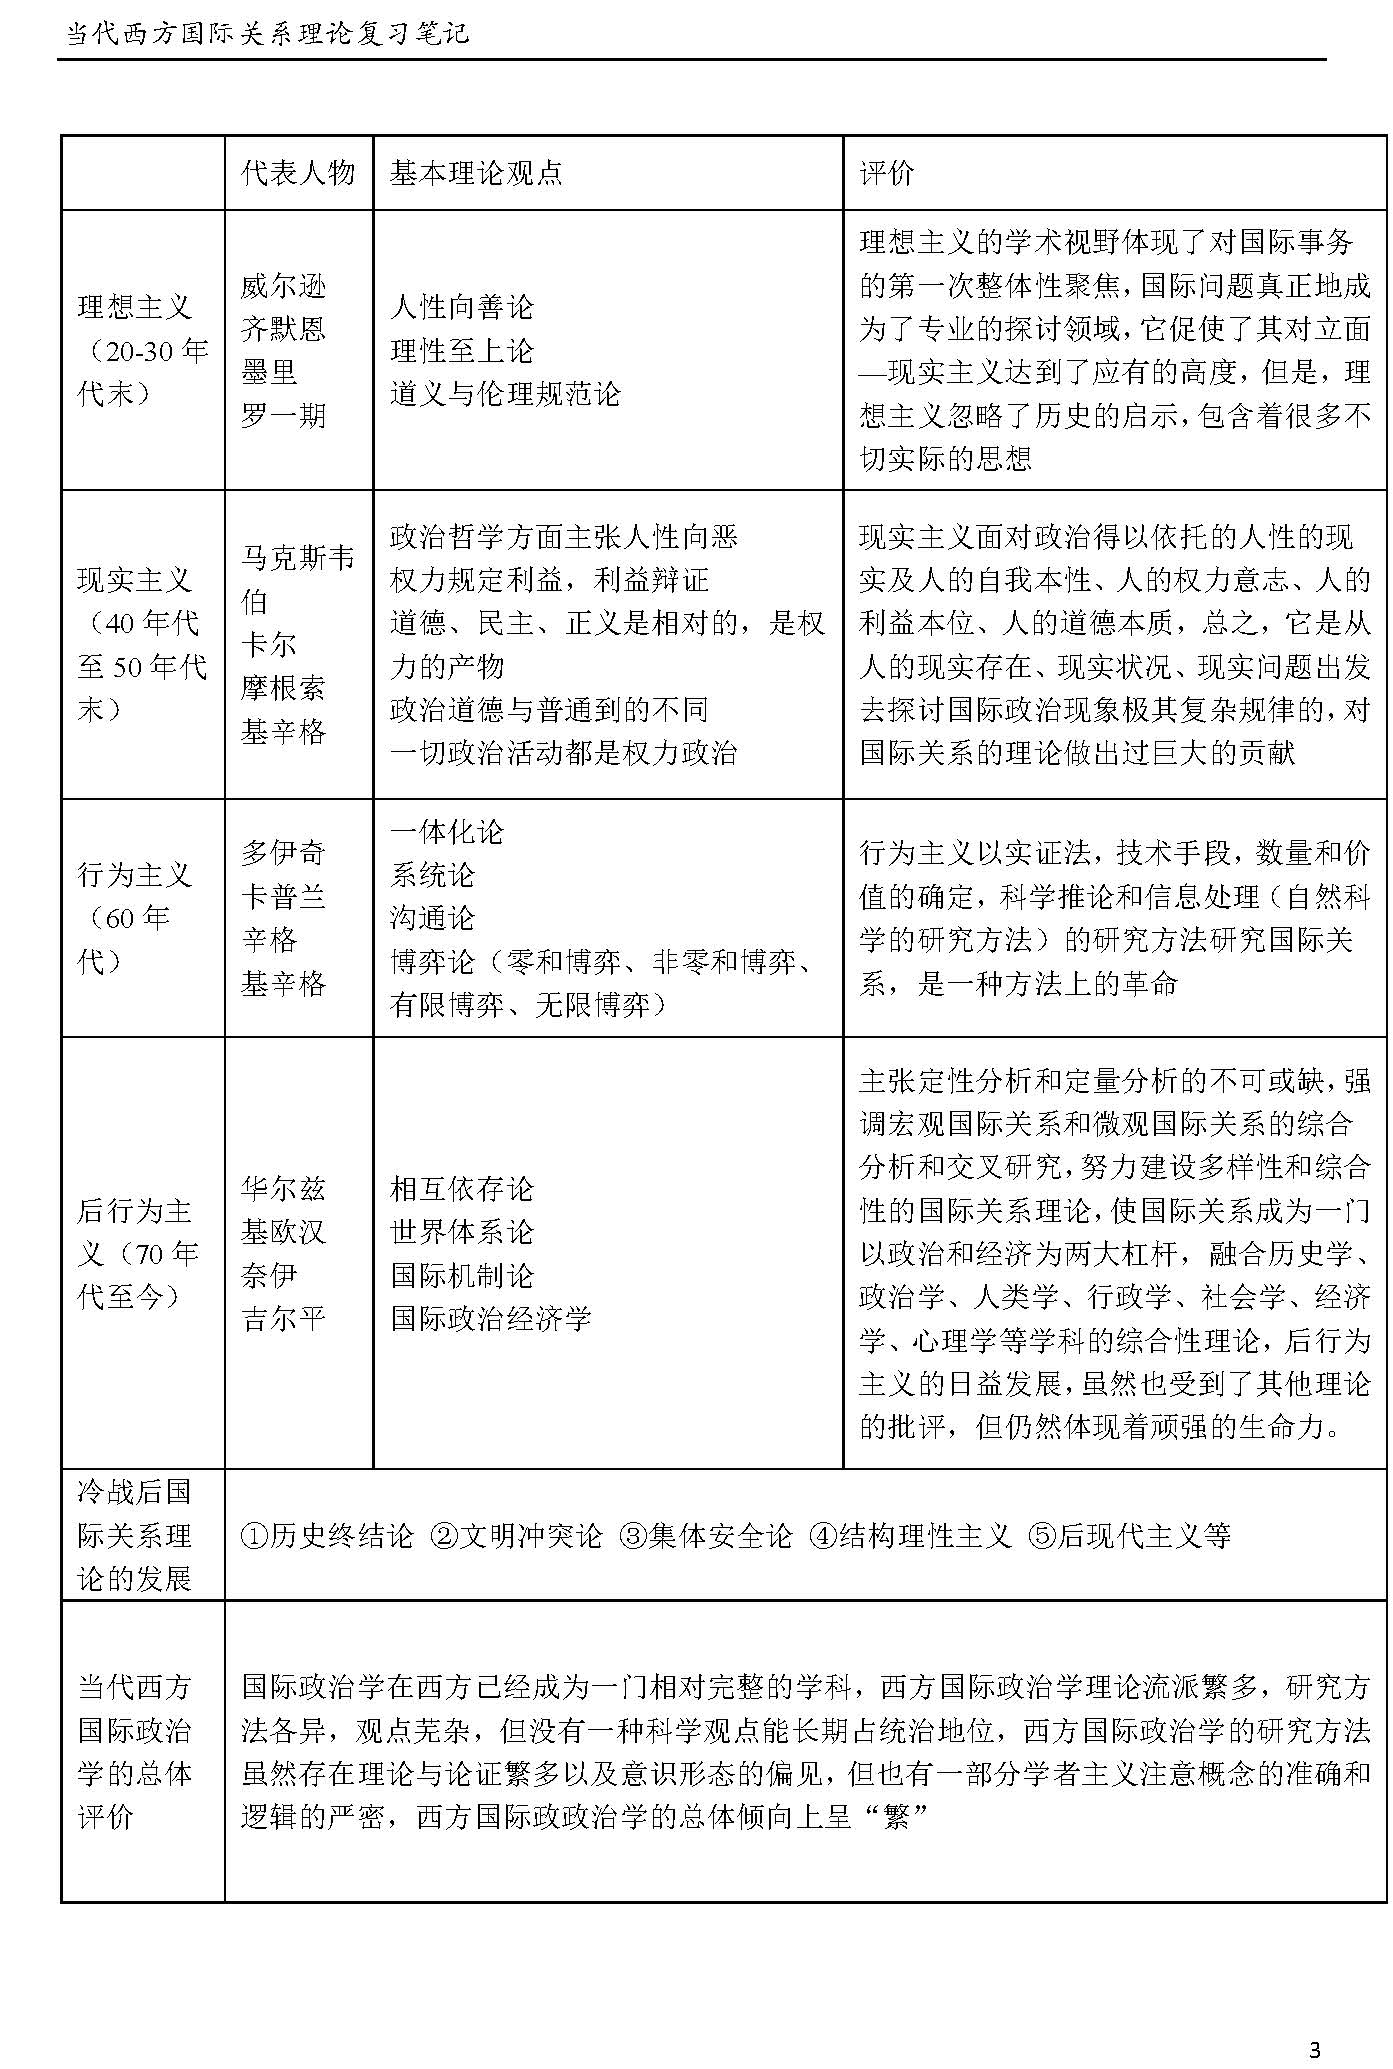 当代西方国际关系理论复习笔记
代表人物
基本理论观点
评价
理想主义
（20-30 年
代末）
威尔逊
齐默恩
墨里
罗一期
人性向善论
理性至上论
道义与伦理规范论
理想主义的学术视野体现了对国际事务
的第一次整体性聚焦，国际问题真正地成
为了专业的探讨领域，它促使了其对立面
—现实主义达到了应有的高度，但是，理
想主义忽略了历史的启示，包含着很多不
切实际的思想
现实主义
（40 年代
至 50 年代
末）
马克斯韦
伯
卡尔
摩根索
基辛格
政治哲学方面主张人性向恶
权力规定利益，利益辩证
道德、民主、正义是相对的，是权
力的产物
政治道德与普通到的不同
一切政治活动都是权力政治
现实主义面对政治得以依托的人性的现
实及人的自我本性、人的权力意志、人的
利益本位、人的道德本质，总之，它是从
人的现实存在、现实状况、现实问题出发
去探讨国际政治现象极其复杂规律的，对
国际关系的理论做出过巨大的贡献
行为主义
（60 年
代）
多伊奇
卡普兰
辛格
基辛格
一体化论
系统论
沟通论
博弈论（零和博弈、非零和博弈、
有限博弈、无限博弈）
行为主义以实证法，技术手段，数量和价
值的确定，科学推论和信息处理（自然科
学的研究方法）的研究方法研究国际关
系，是一种方法上的革命
后行为主
义（70 年
代至今）
华尔兹
基欧汉
奈伊
吉尔平
相互依存论
世界体系论
国际机制论
国际政治经济学
主张定性分析和定量分析的不可或缺，强
调宏观国际关系和微观国际关系的综合
分析和交叉研究，努力建设多样性和综合
性的国际关系理论，使国际关系成为一门
以政治和经济为两大杠杆，融合历史学、
政治学、人类学、行政学、社会学、经济
学、心理学等学科的综合性理论，后行为
主义的日益发展，虽然也受到了其他理论
的批评，但仍然体现着顽强的生命力。
冷战后国
际关系理
论的发展
①历史终结论 ②文明冲突论 ③集体安全论 ④结构理性主义 ⑤后现代主义等
当代西方
国际政治
学的总体
评价
国际政治学在西方已经成为一门相对完整的学科，西方国际政治学理论流派繁多，研究方
法各异，观点芜杂，但没有一种科学观点能长期占统治地位，西方国际政治学的研究方法
虽然存在理论与论证繁多以及意识形态的偏见，但也有一部分学者主义注意概念的准确和
逻辑的严密，西方国际政政治学的总体倾向上呈“繁”
3